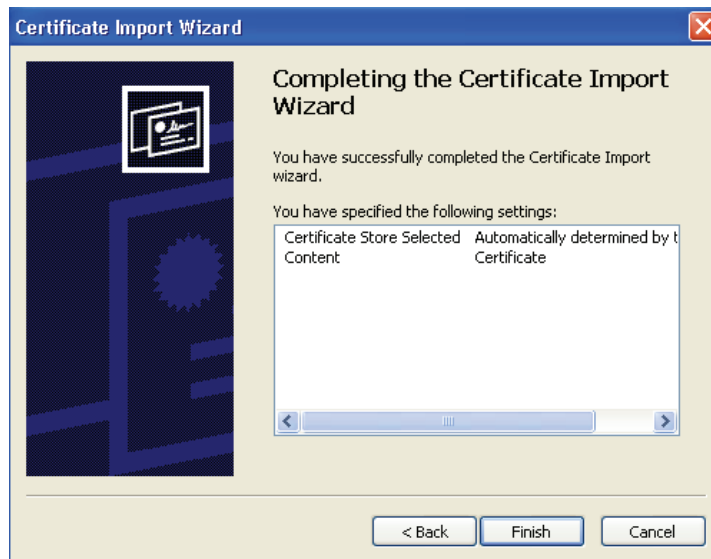 Certificate Import Wizard
Completing the Certificate Import
Wizard
You have successfully completed the Certificate Import
wizard.
You have specified the following settings:
Certificate Store Selected Automatically determined by t
Content Certificate
< Back Finish Cancel